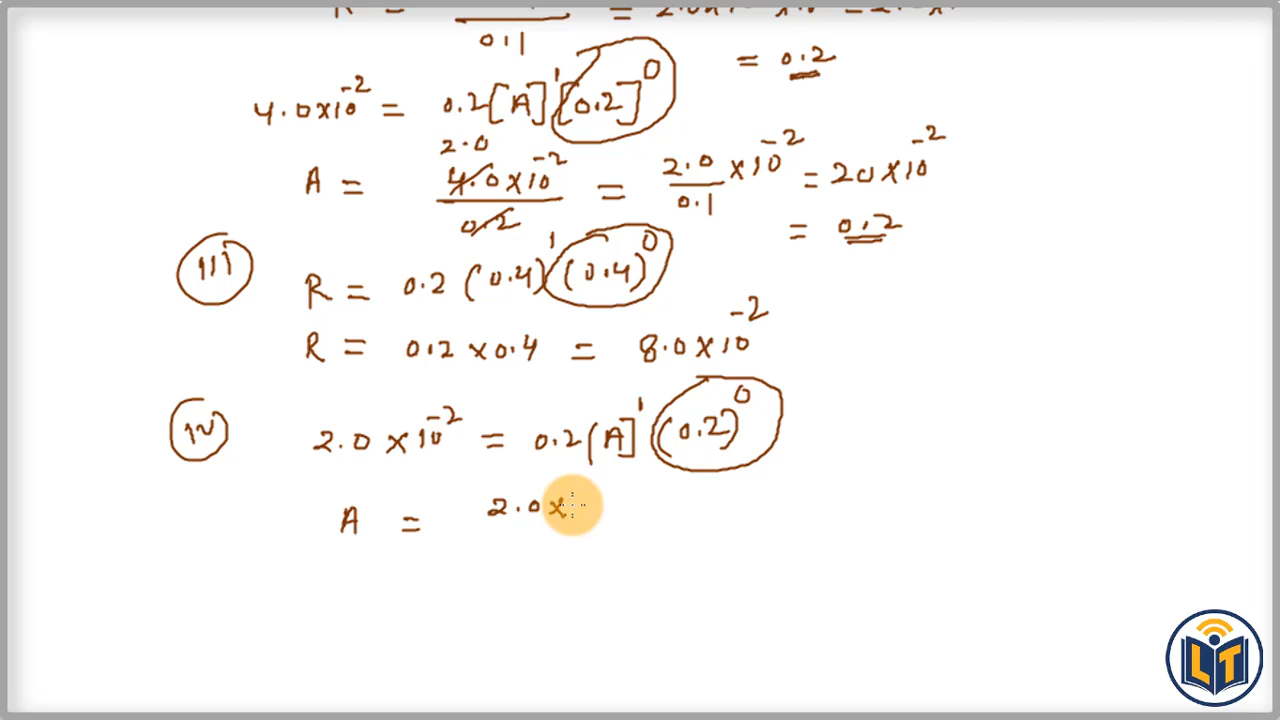 0.1
= 0.2
4.0×10⁻² = 0.2[A]¹[0.2]⁰
2.0
A = 4.0×10⁻² / 0.2 = 2.0 / 0.1 × 10⁻² = 20×10⁻²
= 0.2
(III) R = 0.2 (0.4)¹ (0.4)⁰
R = 0.2 × 0.4 = 8.0×10⁻²
(IV) 2.0 × 10⁻² = 0.2[A]¹ (0.2)⁰
A = 2.0 ×
LT